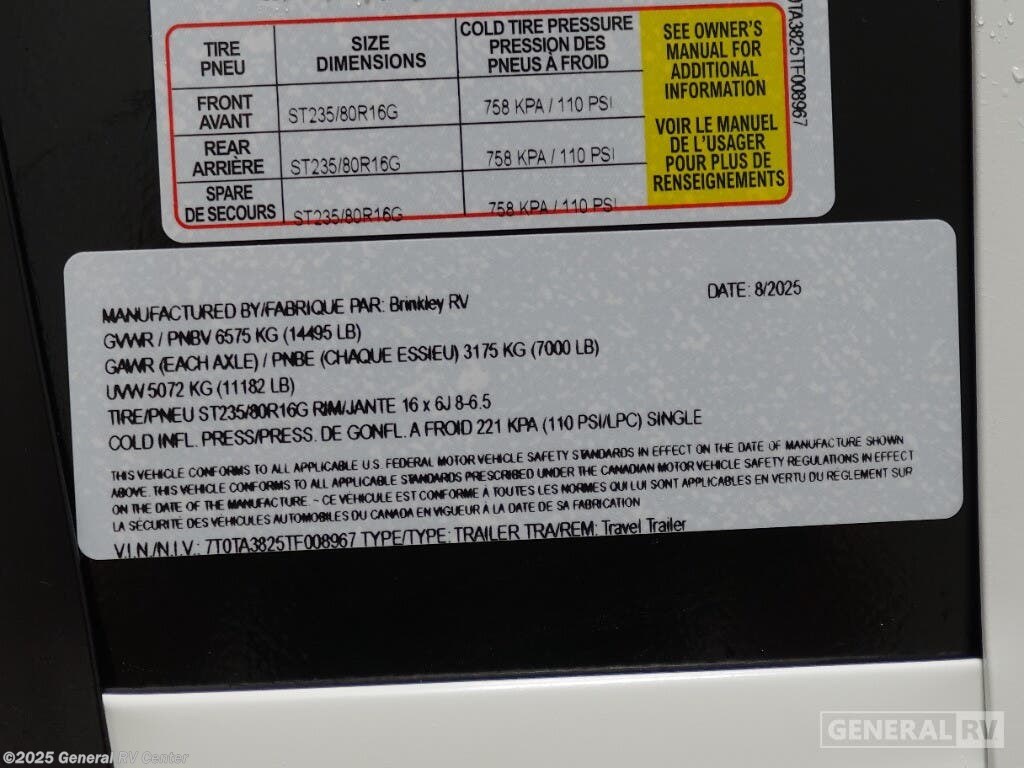 TIRE PNEU SIZE DIMENSIONS COLD TIRE PRESSURE PRESSION DES PNEUS À FROID
FRONT AVANT ST235/80R16G 758 KPA / 110 PSI
REAR ARRIÈRE ST235/80R16G 758 KPA / 110 PSI
SPARE DE SECOURS ST235/80R16G 758 KPA / 110 PSI
SEE OWNER'S
MANUAL FOR
ADDITIONAL
INFORMATION
VOIR LE MANUEL
DE L'USAGER
POUR PLUS DE
RENSEIGNEMENTS
0TA3825TF008967
MANUFACTURED BY/FABRIQUE PAR: Brinkley RV DATE: 8/2025
GVWR / PNBV 6575 KG (14495 LB)
GAWR (EACH AXLE) / PNBE (CHAQUE ESSIEU) 3175 KG (7000 LB)
UVW 5072 KG (11182 LB)
TIRE/PNEU ST235/80R16G RIM/JANTE 16 x 6J 8-6.5
COLD INFL. PRESS/PRESS. DE GONFL. A FROID 221 KPA (110 PSI/LPC) SINGLE
THIS VEHICLE CONFORMS TO ALL APPLICABLE U.S. FEDERAL MOTOR VEHICLE SAFETY STANDARDS IN EFFECT ON THE DATE OF MANUFACTURE SHOWN
ABOVE. THIS VEHICLE CONFORMS TO ALL APPLICABLE STANDARDS PRESCRIBED UNDER THE CANADIAN MOTOR VEHICLE SAFETY REGULATIONS IN EFFECT
ON THE DATE OF THE MANUFACTURE - CE VEHICULE EST CONFORME À TOUTES LES NORMES QUI LUI SONT APPLICABLES EN VERTU DU REGLEMENT SUR
LA SÉCURITÉ DES VEHICULES AUTOMOBILES DU CANADA EN VIGUEUR À LA DATE DE SA FABRICATION
V.I.N./N.I.V.: 7T0TA3825TF008967 TYPE/TYPE: TRAILER TRA/REM: Travel Trailer
GENERAL RV
©2025 General RV Center